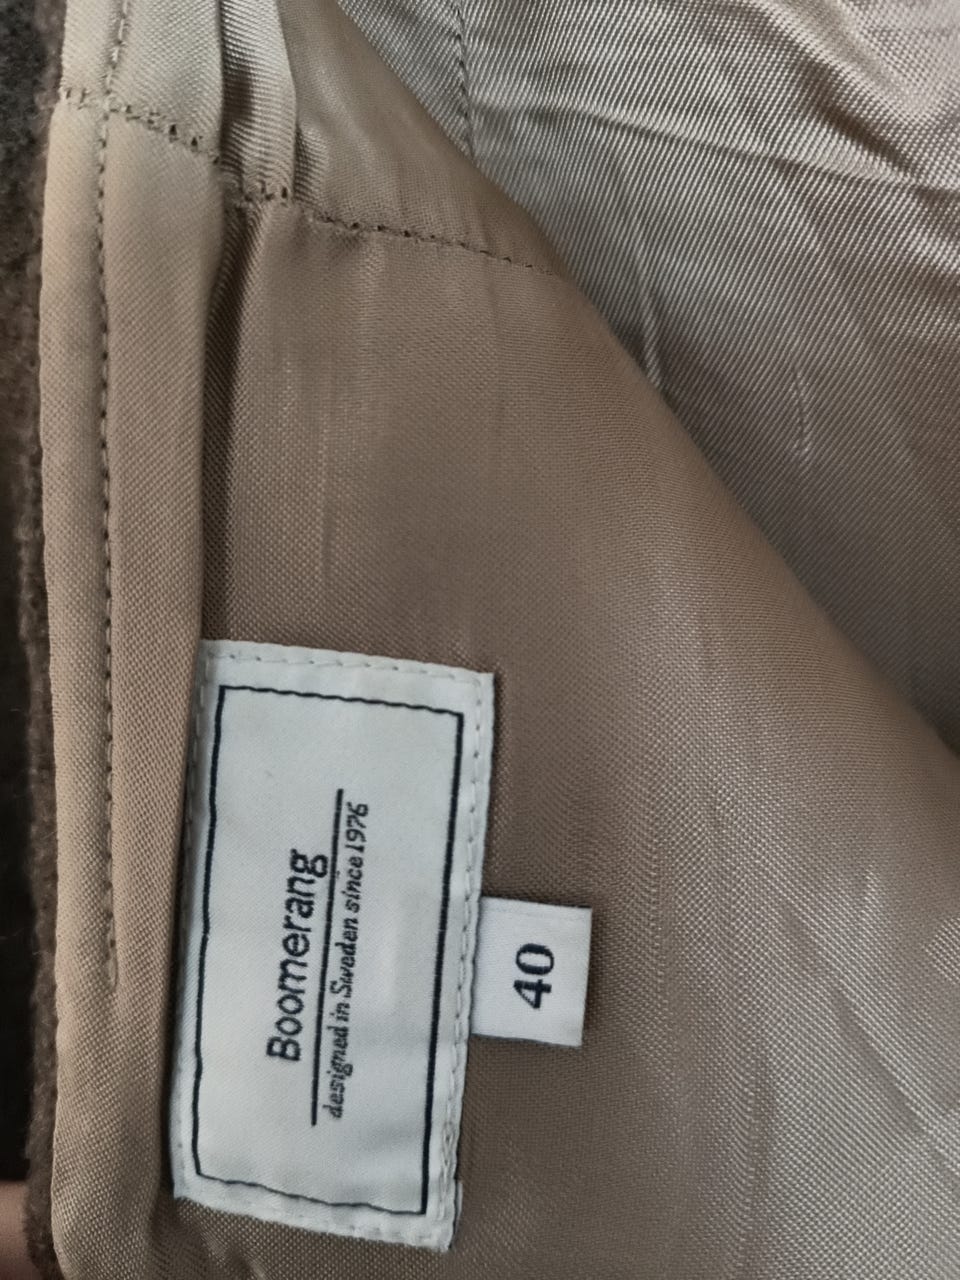 Boomerang
designed in Sweden since 1976
40